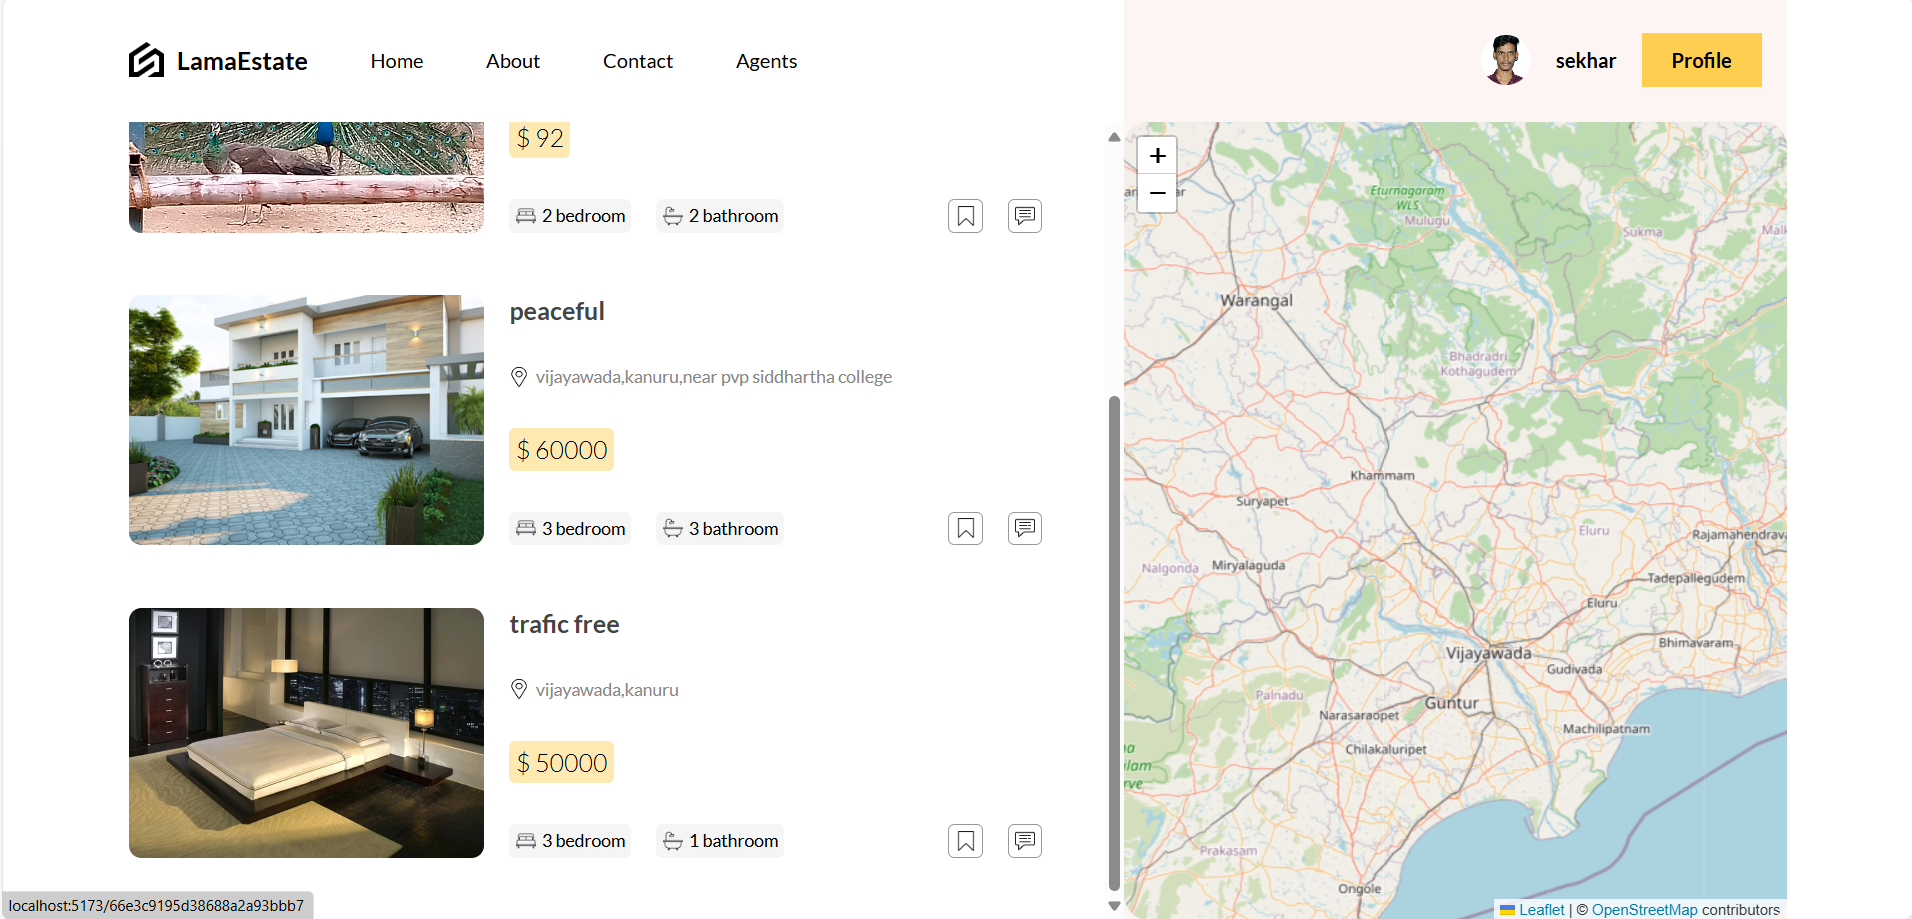 LamaEstate
Home
About
Contact
Agents
sekhar
Profile
$ 92
2 bedroom
2 bathroom
peaceful
vijayawada,kanuru,near pvp siddhartha college
$ 60000
3 bedroom
3 bathroom
trafic free
vijayawada,kanuru
$ 50000
3 bedroom
1 bathroom
localhost:5173/66e3c9195d38688a2a93bbb7
+
−
Eturnagaram
WLS
Mulugu
Sukma
Malk
Warangal
Bhadradri
Kothagudem
Khammam
Suryapet
Eluru
Rajamahendrava
Nalgonda
Miryalaguda
Tadepallegudem
Eluru
Bhimavaram
Vijayawada
Gudivada
Palnadu
Guntur
Narasaraopet
Machilipatnam
Chilakaluripet
Prakasam
Ongole
Leaflet | © OpenStreetMap contributors